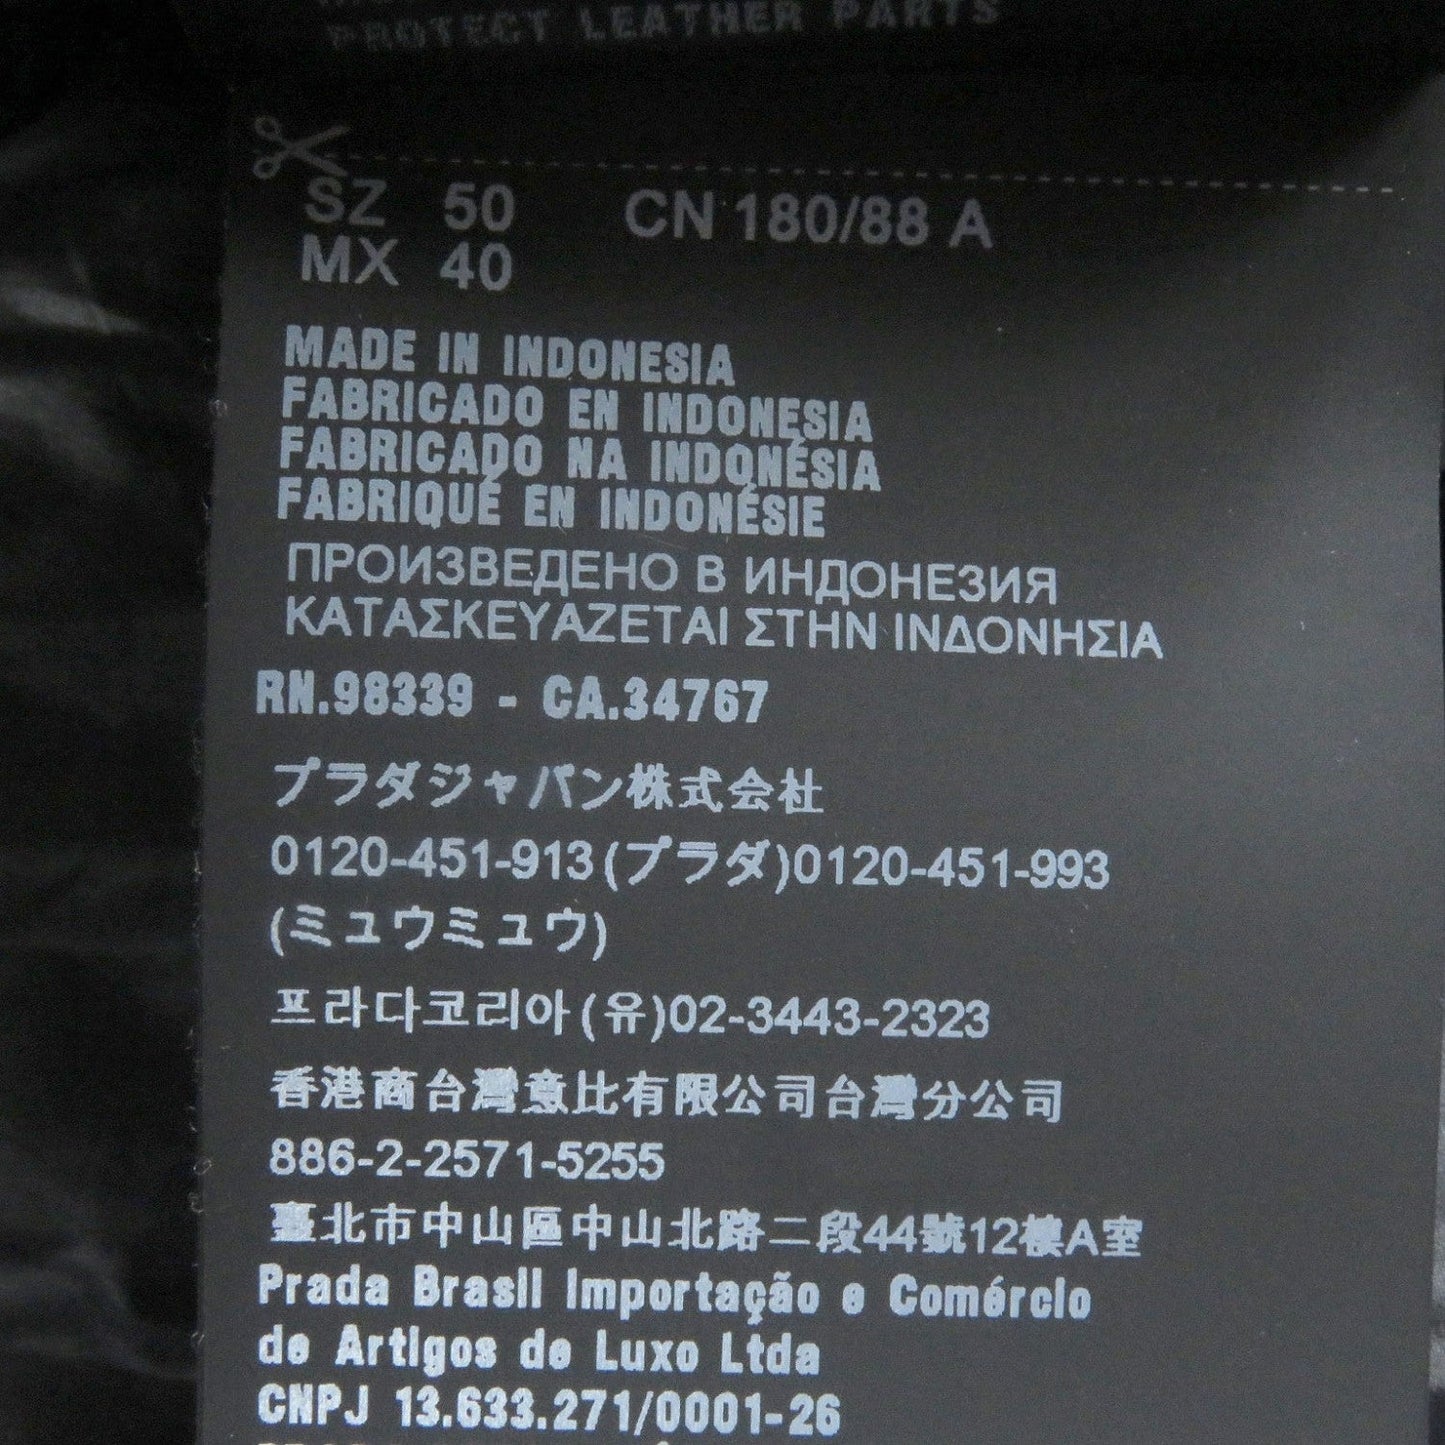 PROTECT LEATHER PARTS
SZ 50 CN 180/88 A
MX 40
MADE IN INDONESIA
FABRICADO EN INDONESIA
FABRICADO NA INDONÉSIA
FABRIQUÉ EN INDONÉSIE
ПРОИЗВЕДЕНО В ИНДОНЕЗИЯ
ΚΑΤΑΣΚΕΥΑΖΕΤΑΙ ΣΤΗΝ ΙΝΔΟΝΗΣΙΑ
RN.98339 - CA.34767
プラダジャパン株式会社
0120-451-913(プラダ)0120-451-993
(ミュウミュウ)
프라다코리아(유)02-3443-2323
香港商台灣意比有限公司台灣分公司
886-2-2571-5255
臺北市中山區中山北路二段44號12樓A室
Prada Brasil Importação e Comércio
de Artigos de Luxo Ltda
CNPJ 13.633.271/0001-26